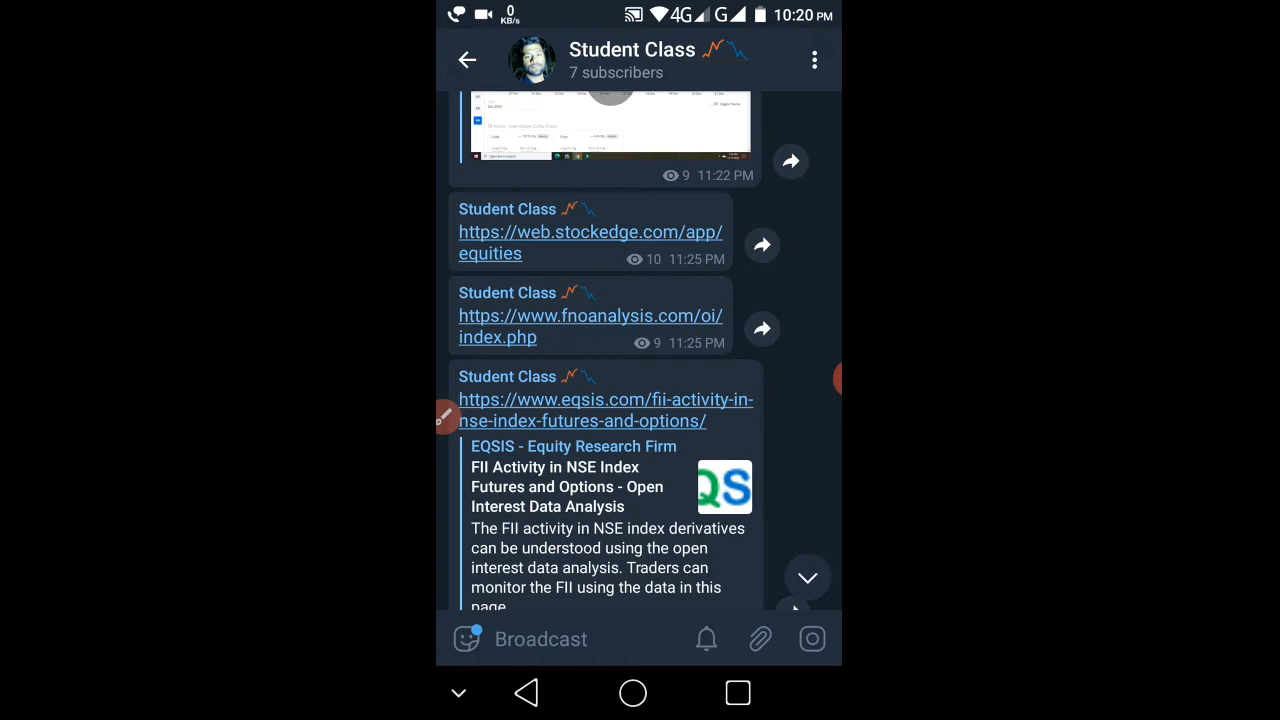 0
KB/s
4G
G
10:20 PM
Student Class
7 subscribers
9 11:22 PM
Student Class
https://web.stockedge.com/app/
equities
10 11:25 PM
Student Class
https://www.fnoanalysis.com/oi/
index.php
9 11:25 PM
Student Class
https://www.eqsis.com/fii-activity-in-
nse-index-futures-and-options/
EQSIS - Equity Research Firm
FII Activity in NSE Index
Futures and Options - Open
Interest Data Analysis
QS
The FII activity in NSE index derivatives
can be understood using the open
interest data analysis. Traders can
monitor the FII using the data in this
page
Broadcast